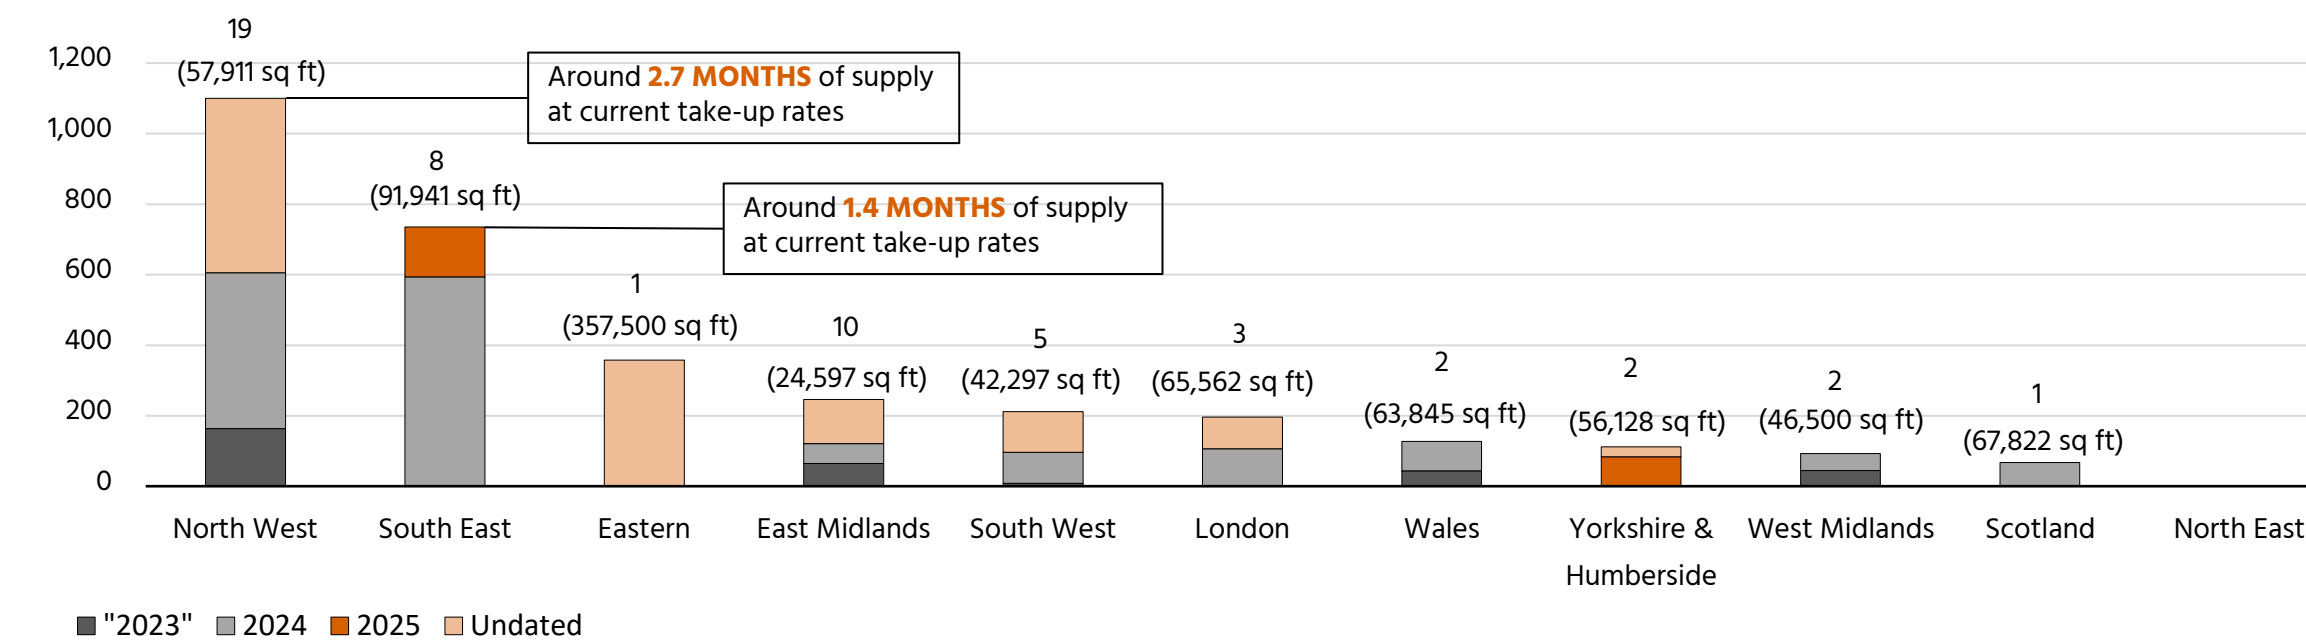 19
(57,911 sq ft)
1,200
1,000
800
600
400
200
0
Around 2.7 MONTHS of supply
at current take-up rates
8
(91,941 sq ft)
Around 1.4 MONTHS of supply
at current take-up rates
1
(357,500 sq ft)
10
(24,597 sq ft)
5
(42,297 sq ft)
3
(65,562 sq ft)
2
(63,845 sq ft)
2
(56,128 sq ft)
2
(46,500 sq ft)
1
(67,822 sq ft)
North West
South East
Eastern
East Midlands
South West
London
Wales
Yorkshire &
Humberside
West Midlands
Scotland
North East
"2023"
2024
2025
Undated